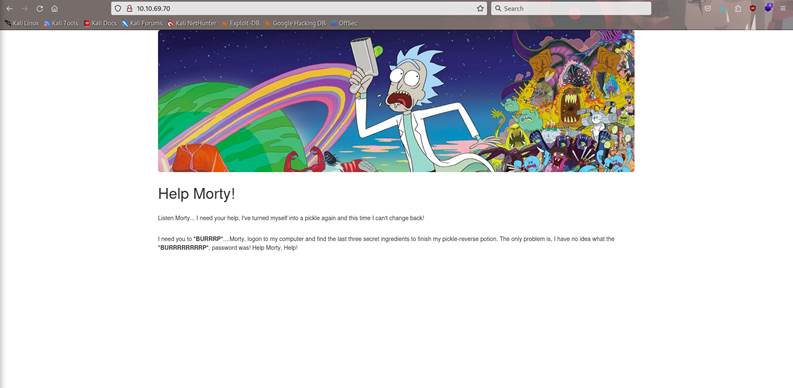 10.10.69.70
Search
Kali Linux Kali Tools Kali Docs Kali Forums Kali NetHunter Exploit-DB Google Hacking DB OffSec
Help Morty!
Listen Morty... I need your help, I've turned myself into a pickle again and this time I can't change back!
I need you to *BURRRP*....Morty, logon to my computer and find the last three secret ingredients to finish my pickle-reverse potion. The only problem is, I have no idea what the
*BURRRRRRRRP*, password was! Help Morty, Help!